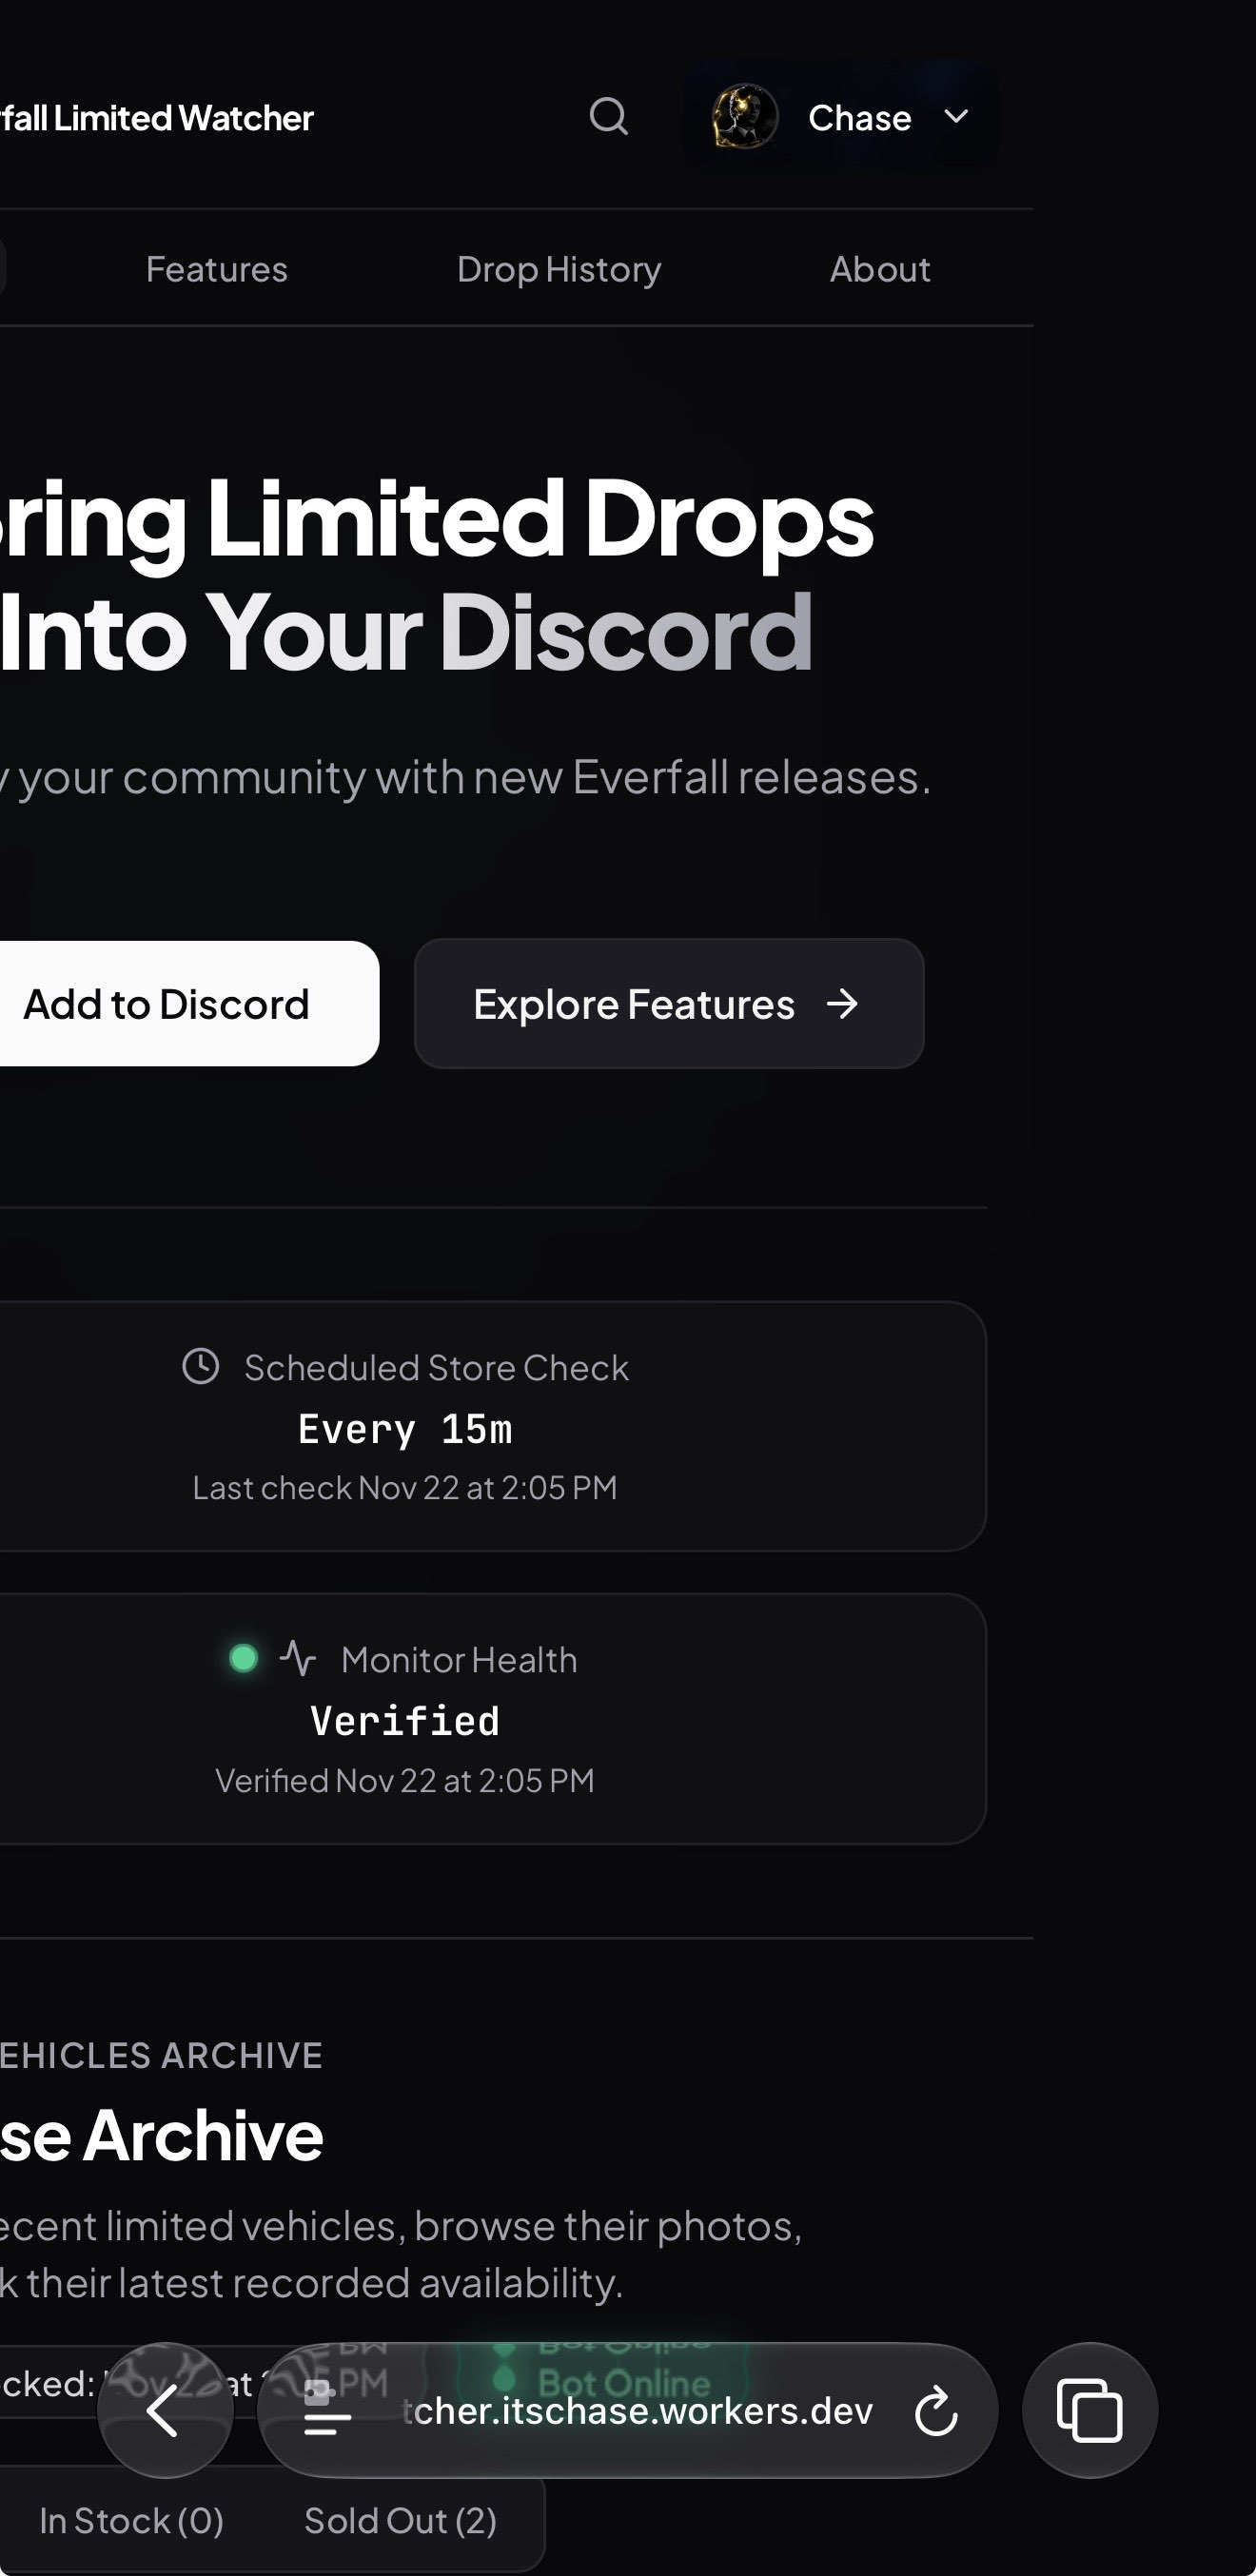 rfall Limited Watcher
Chase
Features
Drop History
About
ring Limited Drops
Into Your Discord
y your community with new Everfall releases.
Add to Discord
Explore Features
Scheduled Store Check
Every 15m
Last check Nov 22 at 2:05 PM
Monitor Health
Verified
Verified Nov 22 at 2:05 PM
EHICLES ARCHIVE
se Archive
ecent limited vehicles, browse their photos,
k their latest recorded availability.
cked: at PM
Bot Online
tcher.itschase.workers.dev
In Stock (0)
Sold Out (2)